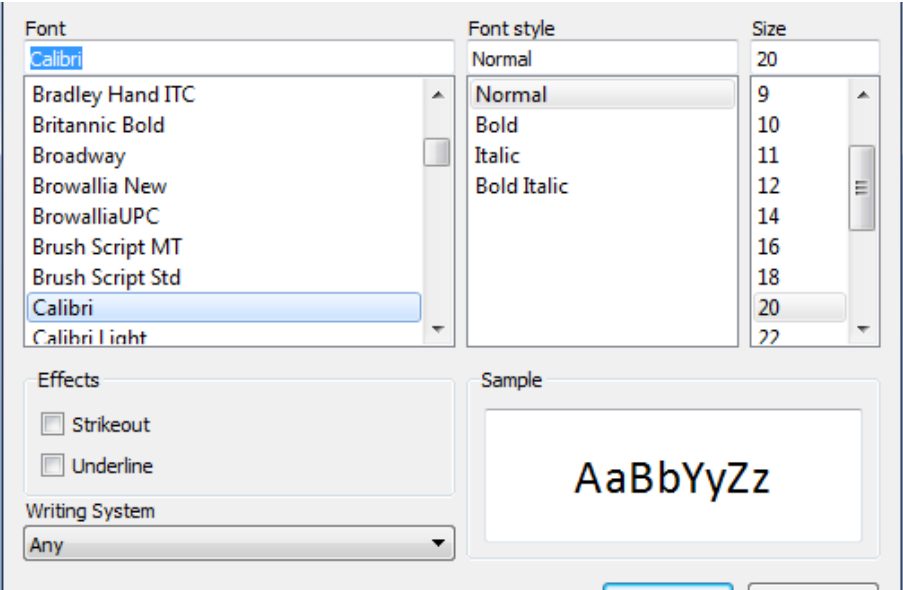 Font
Calibri
Bradley Hand ITC
Britannic Bold
Broadway
Browallia New
BrowalliaUPC
Brush Script MT
Brush Script Std
Calibri
Calibri Light
Font style
Normal
Normal
Bold
Italic
Bold Italic
Size
20
9
10
11
12
14
16
18
20
22
Effects
Strikeout
Underline
Writing System
Any
Sample
AaBbYyZz